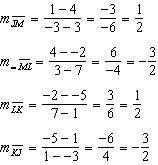 m_{\overline{JM}} = \frac{1-4}{-3-3} = \frac{-3}{-6} = \frac{1}{2}
m_{=\overline{ML}} = \frac{4--2}{3-7} = \frac{6}{-4} = -\frac{3}{2}
m_{\overline{LK}} = \frac{-2--5}{7-1} = \frac{3}{6} = \frac{1}{2}
m_{\overline{KJ}} = \frac{-5-1}{1--3} = \frac{-6}{4} = -\frac{3}{2}